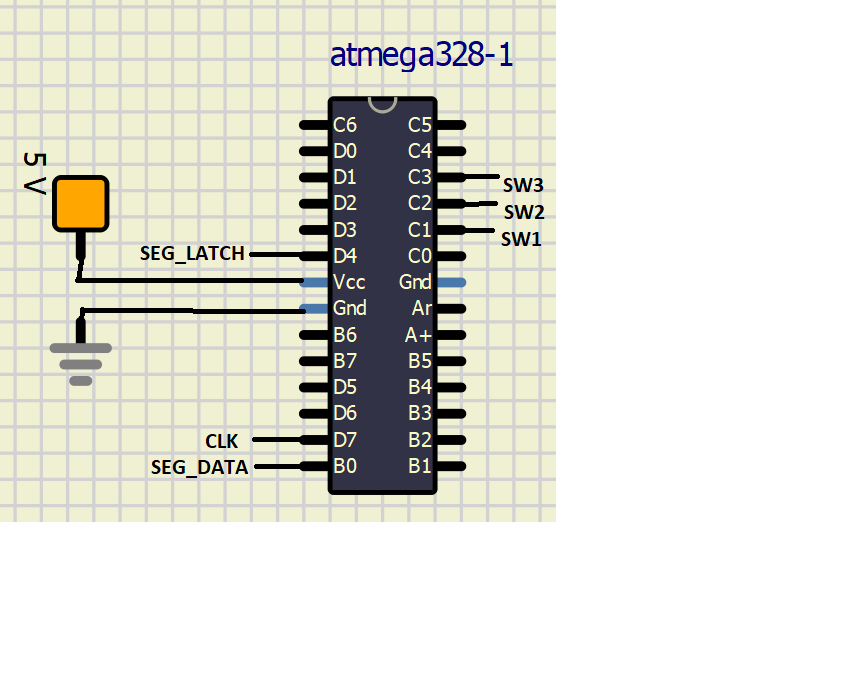 atmega328-1
5 V
C6 C5
D0 C4
D1 C3 SW3
D2 C2 SW2
D3 C1 SW1
SEG_LATCH D4 C0
Vcc Gnd
Gnd Ar
B6 A+
B7 B5
D5 B4
D6 B3
CLK D7 B2
SEG_DATA B0 B1